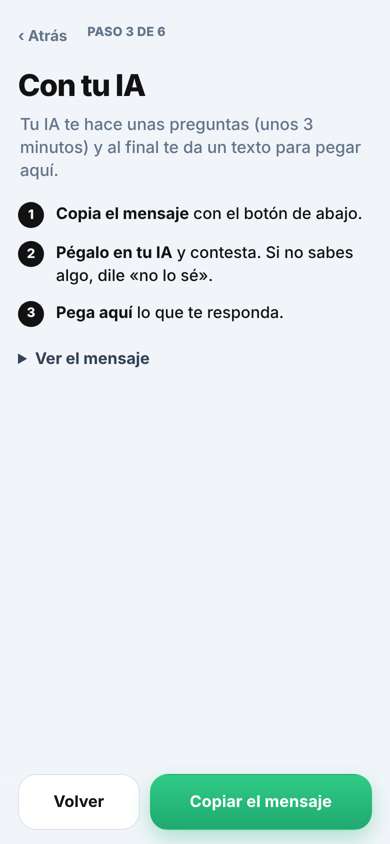 ‹ Atrás PASO 3 DE 6
Con tu IA
Tu IA te hace unas preguntas (unos 3
minutos) y al final te da un texto para pegar
aquí.
1 Copia el mensaje con el botón de abajo.
2 Pégalo en tu IA y contesta. Si no sabes
algo, dile «no lo sé».
3 Pega aquí lo que te responda.
▶ Ver el mensaje
Volver Copiar el mensaje